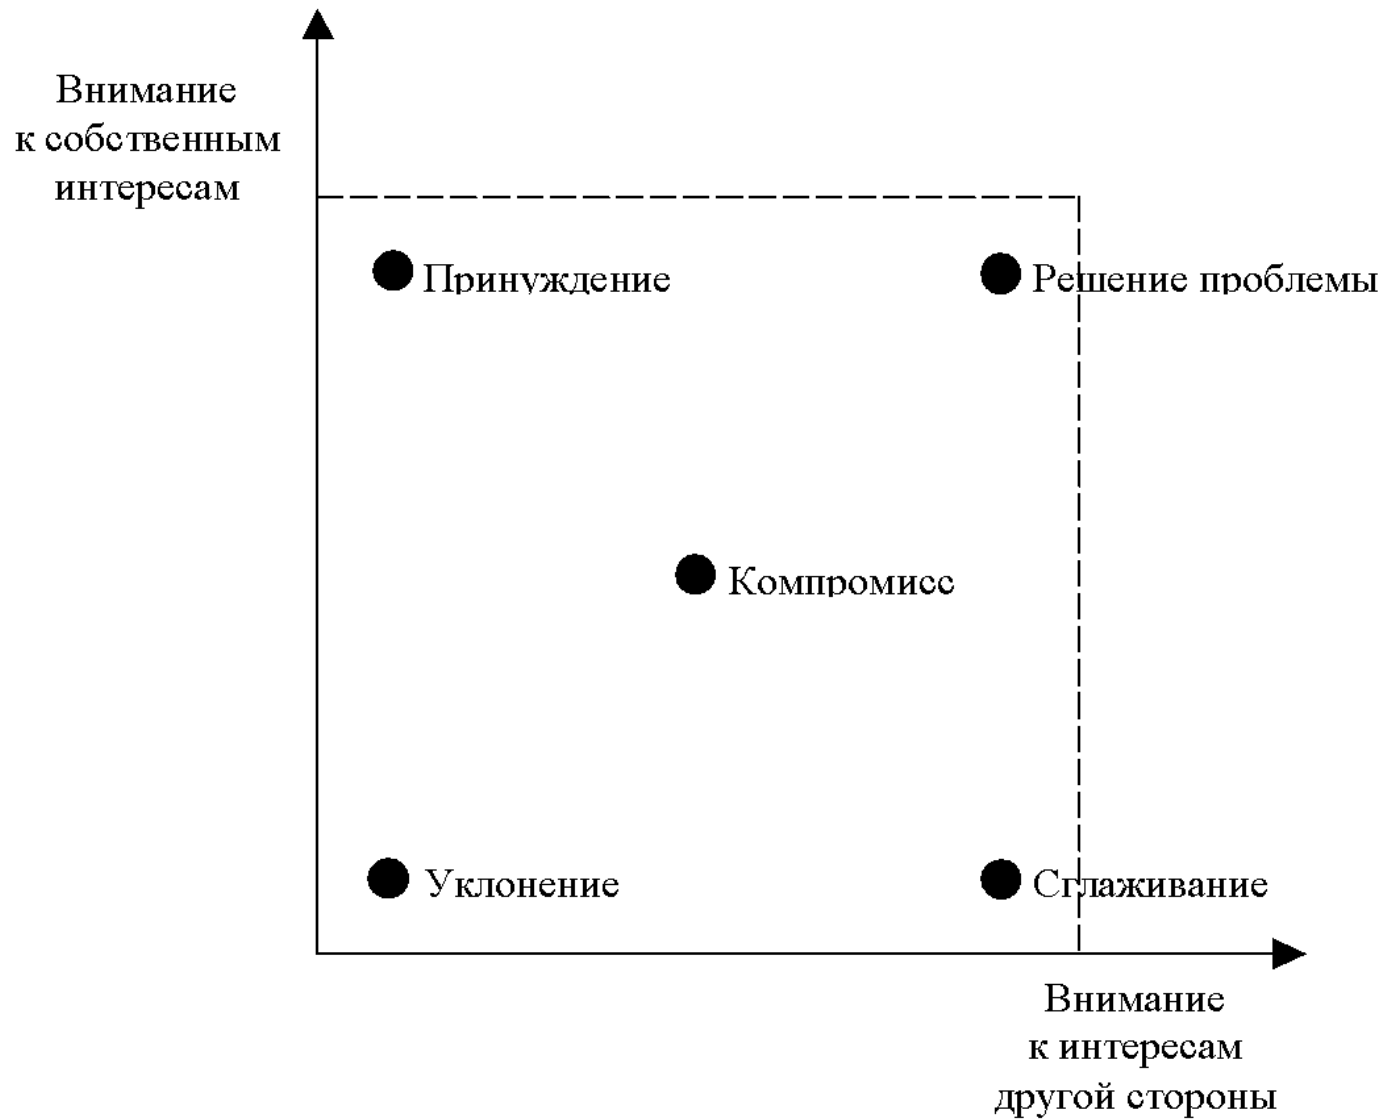 Внимание
к собственным
интересам
Принуждение
Решение проблемы
Компромисс
Уклонение
Сглаживание
Внимание
к интересам
другой стороны